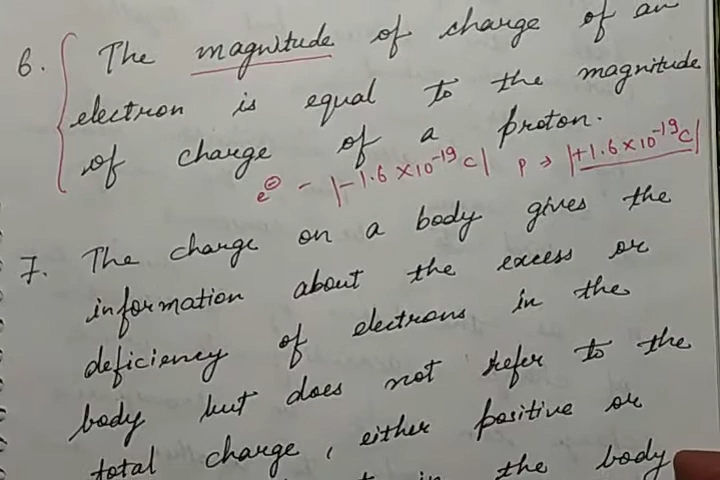 6. The magnitude of charge of an
electron is equal to the magnitude
of charge of a proton.
e⊖ - |-1.6 ×10⁻¹⁹ C| P → |+1.6×10⁻¹⁹C|
7. The charge on a body gives the
information about the excess or
deficiency of electrons in the
body but does not refer to the
total charge, either positive or
in the body